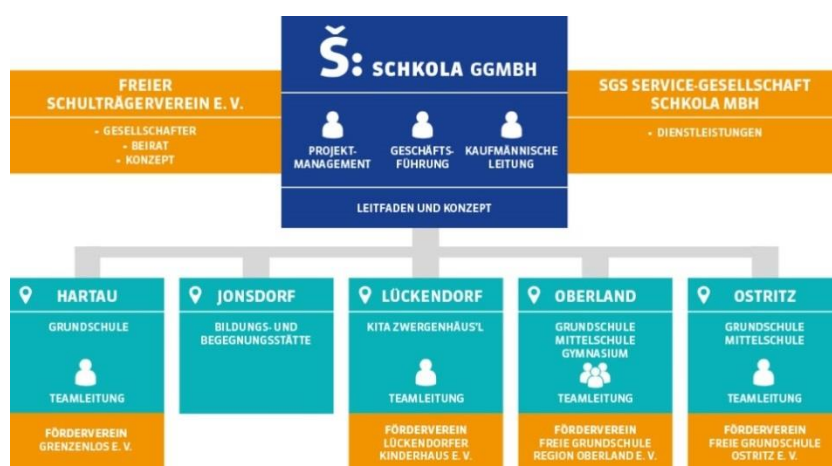 Š: SCHKOLA GGMBH
FREIER
SCHULTRÄGERVEREIN E. V.
• GESELLSCHAFTER
• BEIRAT
• KONZEPT
PROJEKT-
MANAGEMENT
GESCHÄFTS-
FÜHRUNG
KAUFMÄNNISCHE
LEITUNG
LEITFADEN UND KONZEPT
SGS SERVICE-GESELLSCHAFT
SCHKOLA MBH
• DIENSTLEISTUNGEN
HARTAU
GRUNDSCHULE
TEAMLEITUNG
FÖRDERVEREIN
GRENZENLOS E. V.
JONSDORF
BILDUNGS- UND
BEGEGNUNGSSTÄTTE
LÜCKENDORF
KITA ZWERGENHÄUS'L
TEAMLEITUNG
FÖRDERVEREIN
LÜCKENDORFER
KINDERHAUS E. V.
OBERLAND
GRUNDSCHULE
MITTELSCHULE
GYMNASIUM
TEAMLEITUNG
FÖRDERVEREIN
FREIE GRUNDSCHULE
REGION OBERLAND E. V.
OSTRITZ
GRUNDSCHULE
MITTELSCHULE
TEAMLEITUNG
FÖRDERVEREIN
FREIE GRUNDSCHULE
OSTRITZ E. V.